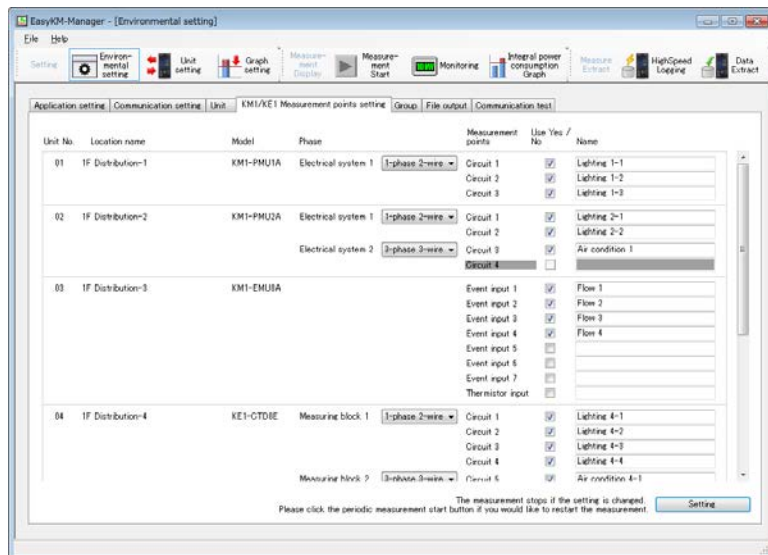 EasyKM-Manager - [Environmental setting]
File Help
Setting
Environ-
mental
setting
Unit
setting
Graph
setting
Measure-
ment
Display
Measure-
ment
Start
Monitoring
Integral power
consumption
Graph
Measure
Extract
HighSpeed
Logging
Data
Extract
Application setting Communication setting Unit KM1/KE1 Measurement points setting Group File output Communication test
Unit No. Location name Model Phase Measurement points Use Yes / No Name
01 1F Distribution-1 KM1-PMU1A Electrical system 1 1-phase 2-wire Circuit 1 Lighting 1-1
Circuit 2 Lighting 1-2
Circuit 3 Lighting 1-3
02 1F Distribution-2 KM1-PMU2A Electrical system 1 1-phase 2-wire Circuit 1 Lighting 2-1
Circuit 2 Lighting 2-2
Electrical system 2 3-phase 3-wire Circuit 3 Air condition 1
Circuit 4
03 1F Distribution-3 KM1-EMU8A Event input 1 Flow 1
Event input 2 Flow 2
Event input 3 Flow 3
Event input 4 Flow 4
Event input 5
Event input 6
Event input 7
Thermistor input
04 1F Distribution-4 KE1-CTD8E Measuring block 1 1-phase 2-wire Circuit 1 Lighting 4-1
Circuit 2 Lighting 4-2
Circuit 3 Lighting 4-3
Circuit 4 Lighting 4-4
Measuring block 2 3-phase 3-wire Circuit 5 Air condition 4-1
The measurement stops if the setting is changed.
Please click the periodic measurement start button if you would like to restart the measurement.
Setting